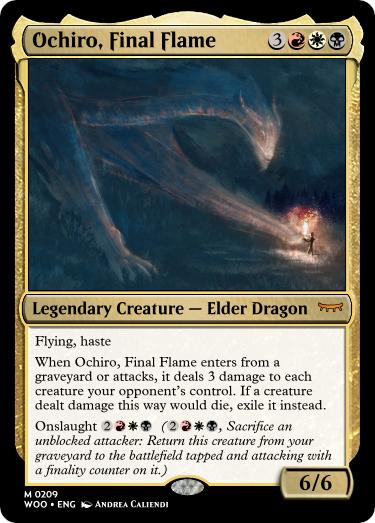 Ochiro, Final Flame 3
Legendary Creature — Elder Dragon
Flying, haste
When Ochiro, Final Flame enters from a
graveyard or attacks, it deals 3 damage to each
creature your opponent's control. If a creature
dealt damage this way would die, exile it instead.
Onslaught 2 (2, Sacrifice an
unblocked attacker: Return this creature from your
graveyard to the battlefield tapped and attacking with
a finality counter on it.)
6/6
M 0209
WOO • ENG Andrea Caliendi